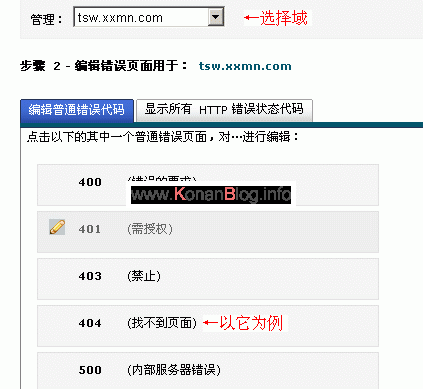 管理： tsw.xxmn.com ←选择域
步骤 2 - 编辑错误页面用于： tsw.xxmn.com
编辑普通错误代码 显示所有 HTTP 错误状态代码
点击以下的其中一个普通错误页面，对…进行编辑：
400 (错误的要求)
www.KonanBlog.info
401 (需授权)
403 (禁止)
404 (找不到页面) ←以它为例
500 (内部服务器错误)